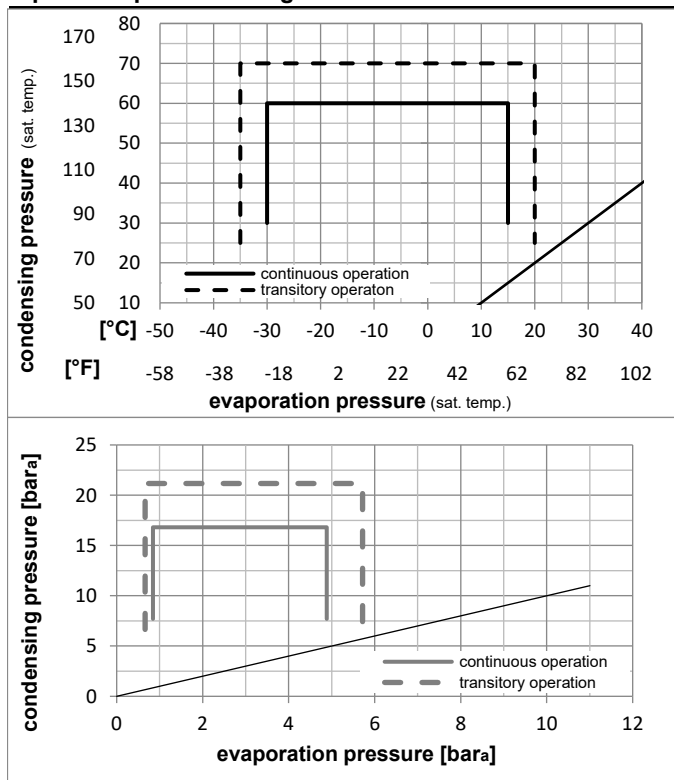 170 70
150 60
130 50
110 40
90 30
70 20
50 10
condensing pressure (sat. temp.)
continuous operation
transitory operaton
[°C] -50 -40 -30 -20 -10 0 10 20 30 40
[°F] -58 -38 -18 2 22 42 62 82 102
evaporation pressure (sat. temp.)
25
20
15
10
5
0
condensing pressure [bara]
continuous operation
transitory operation
0 2 4 6 8 10 12
evaporation pressure [bara]